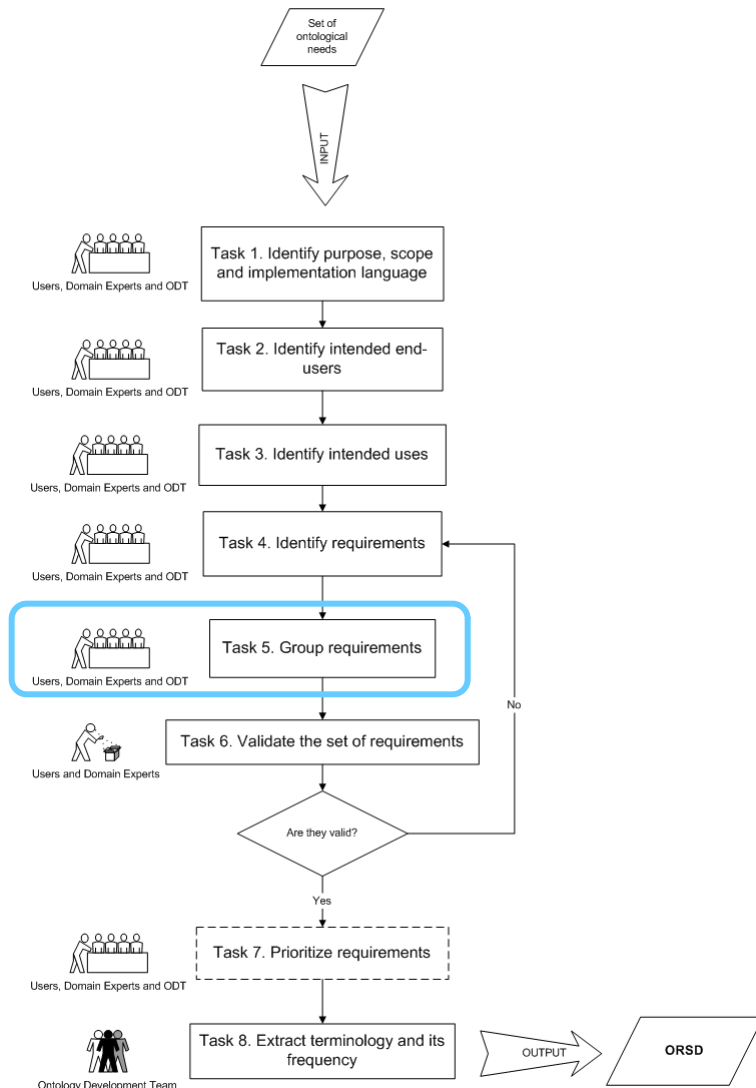 Set of
ontological
needs
INPUT
Task 1. Identify purpose, scope
and implementation language
Users, Domain Experts and ODT
Task 2. Identify intended end-
users
Users, Domain Experts and ODT
Task 3. Identify intended uses
Users, Domain Experts and ODT
Task 4. Identify requirements
Users, Domain Experts and ODT
Task 5. Group requirements
Users, Domain Experts and ODT
No
Task 6. Validate the set of requirements
Users and Domain Experts
Are they valid?
Yes
Task 7. Prioritize requirements
Users, Domain Experts and ODT
Task 8. Extract terminology and its
frequency
Ontology Development Team
OUTPUT
ORSD